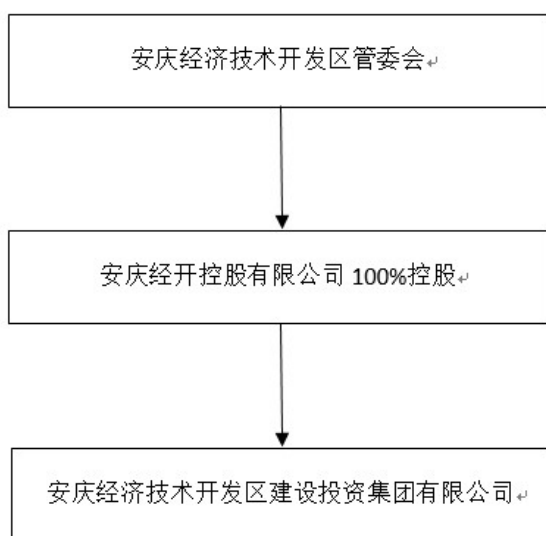 安庆经济技术开发区管委会
安庆经开控股有限公司 100%控股
安庆经济技术开发区建设投资集团有限公司